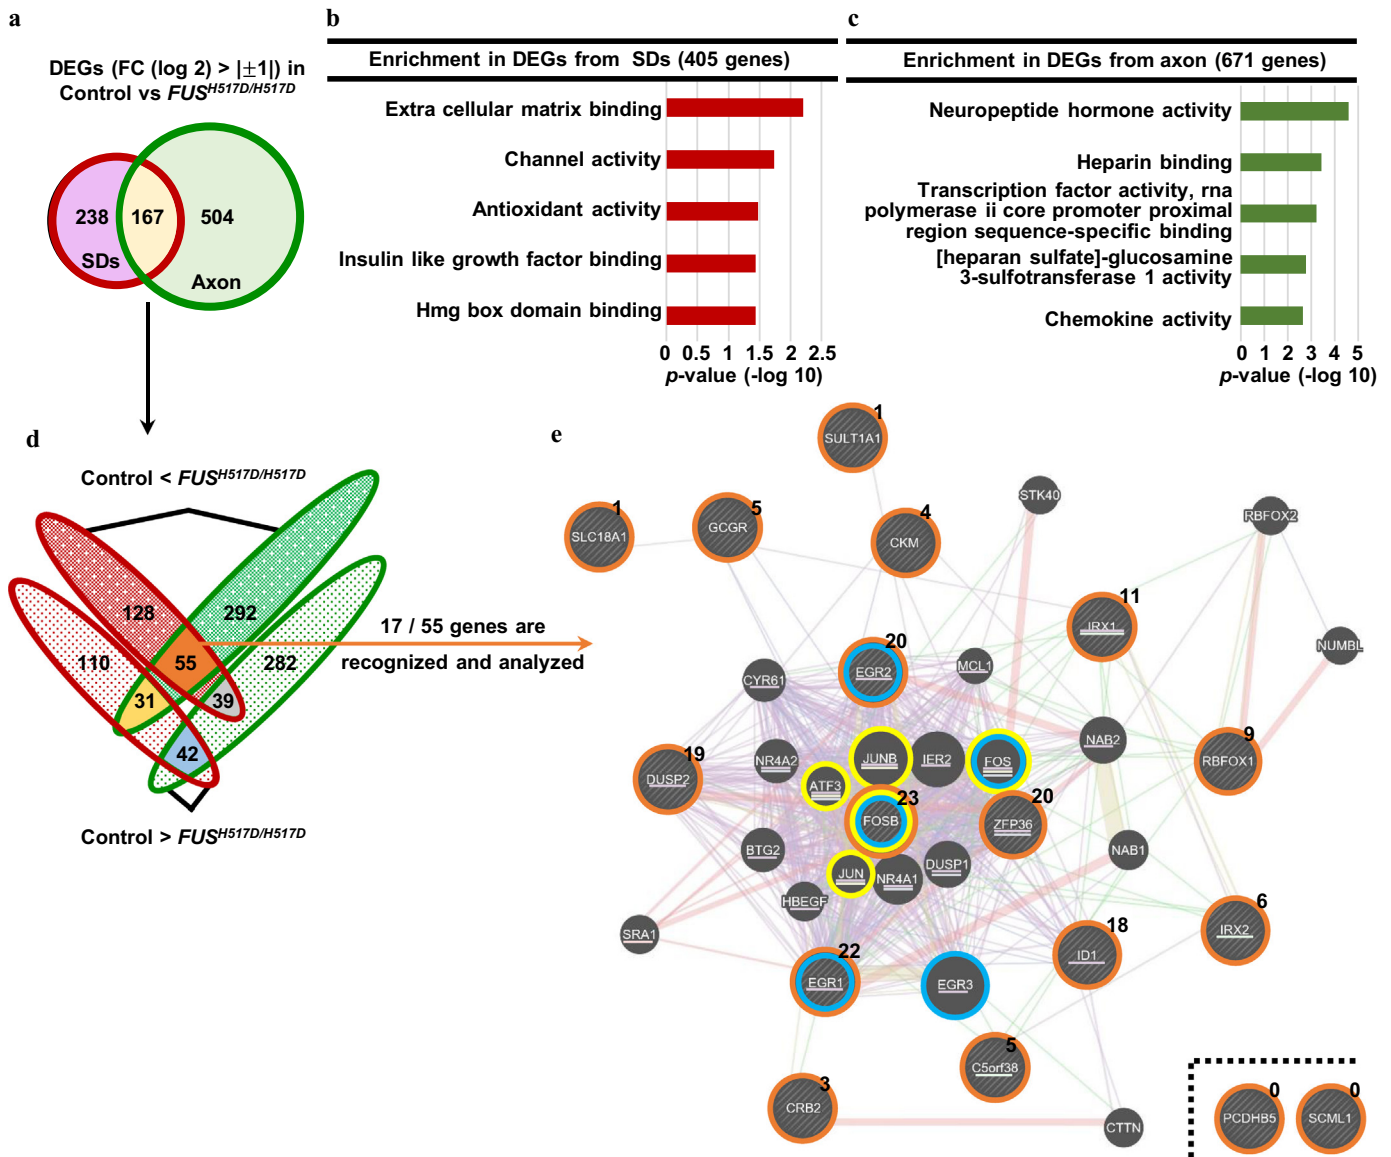 a
DEGs (FC (log 2) > |±1|) in
Control vs FUS^H517D/H517D
238
167
504
SDs
Axon
b
Enrichment in DEGs from SDs (405 genes)
Extra cellular matrix binding
Channel activity
Antioxidant activity
Insulin like growth factor binding
Hmg box domain binding
0 0.5 1 1.5 2 2.5
p-value (-log 10)
c
Enrichment in DEGs from axon (671 genes)
Neuropeptide hormone activity
Heparin binding
Transcription factor activity, rna
polymerase ii core promoter proximal
region sequence-specific binding
[heparan sulfate]-glucosamine
3-sulfotransferase 1 activity
Chemokine activity
0 1 2 3 4 5
p-value (-log 10)
d
Control < FUS^H517D/H517D
128
292
110
55
282
31
39
42
Control > FUS^H517D/H517D
17 / 55 genes are
recognized and analyzed
e
1
SULT1A1
1
SLC18A1
5
GCGR
4
CKM
STK40
RBFOX2
11
IRX1
NUMBL
20
EGR2
MCL1
CYR61
NAB2
9
RBFOX1
19
DUSP2
NR4A2
JUNB
IER2
FOS
ATF3
23
FOSB
20
ZFP36
BTG2
JUN
NR4A1
DUSP1
NAB1
HBEGF
SRA1
6
IRX2
18
ID1
22
EGR1
EGR3
5
C5orf38
3
CRB2
CTTN
0
PCDHB5
0
SCML1